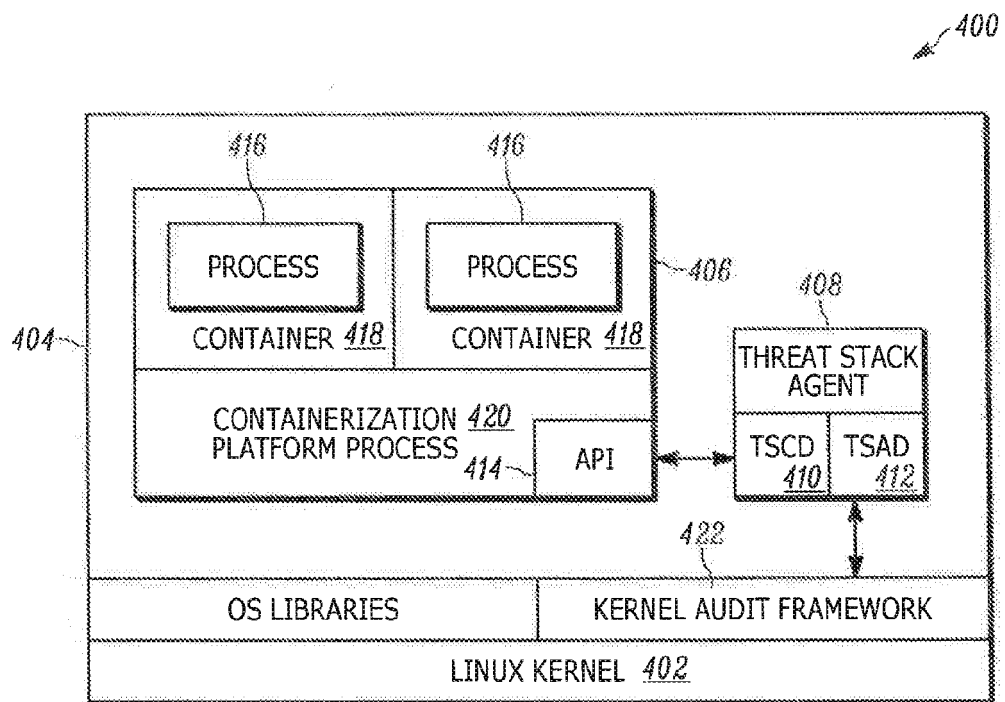 400
416
416
PROCESS
PROCESS
406
408
404
CONTAINER 418
CONTAINER 418
THREAT STACK
AGENT
CONTAINERIZATION 420
PLATFORM PROCESS
414
API
TSCD
410
TSAD
412
422
OS LIBRARIES
KERNEL AUDIT FRAMEWORK
LINUX KERNEL 402